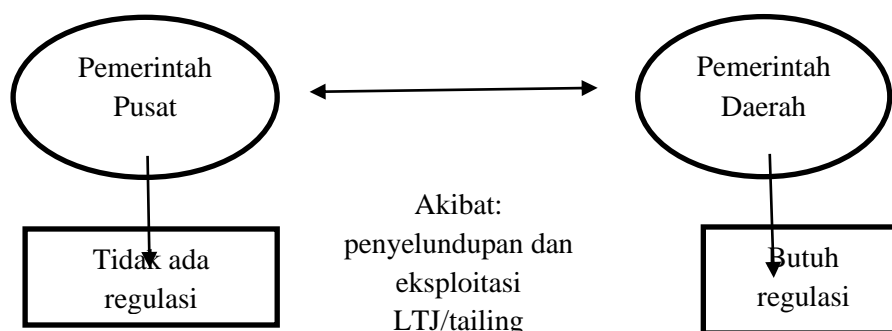 Pemerintah
Pusat
Pemerintah
Daerah
Akibat:
penyelundupan dan
eksploitasi
LTJ/tailing
Tidak ada
regulasi
Butuh
regulasi